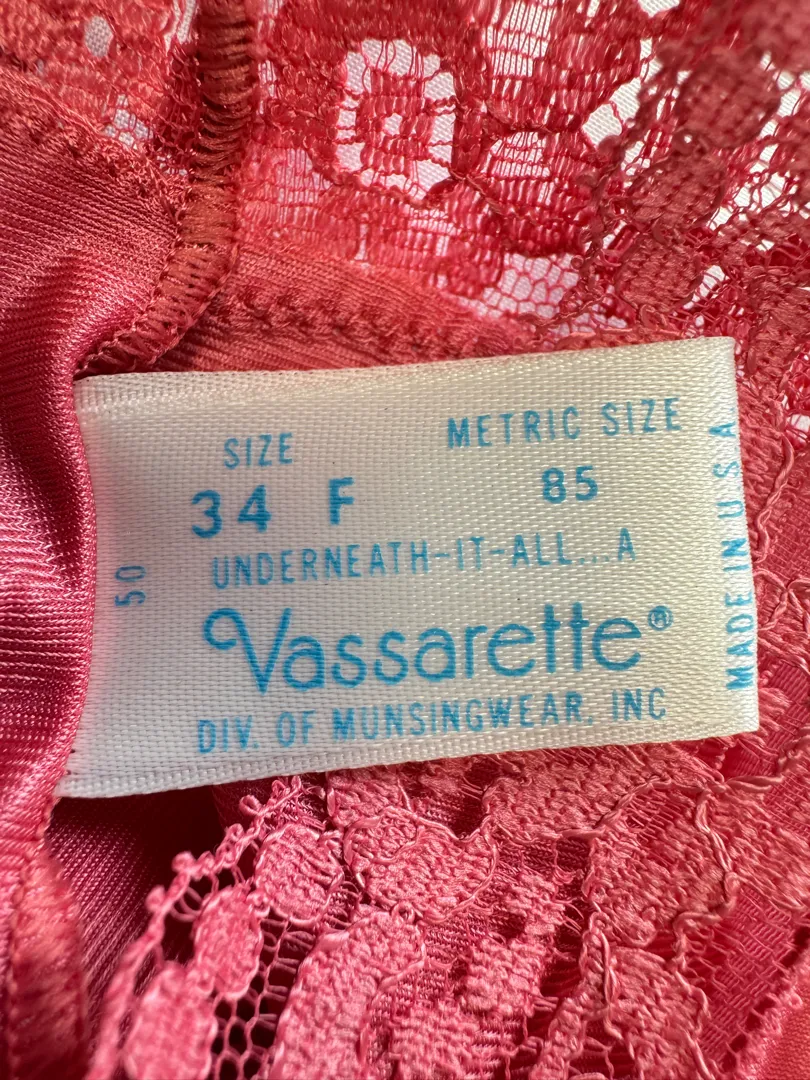 SIZE
METRIC SIZE
34 F
85
UNDERNEATH-IT-ALL...A
50
Vassarette®
DIV. OF MUNSINGWEAR, INC
MADE IN U S A